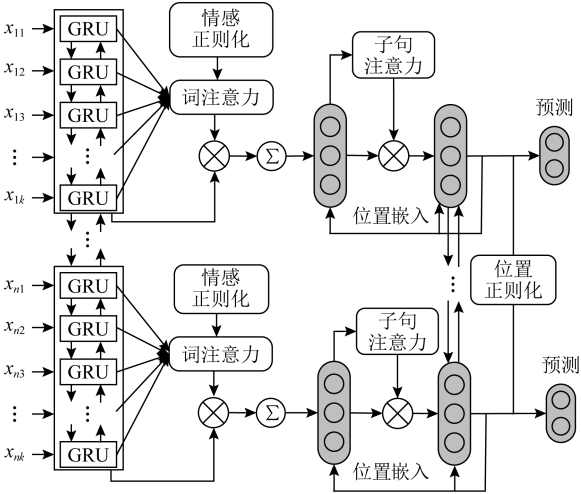 x11
GRU
x12
GRU
x13
GRU
⋮
…
x1k
GRU
情感
正则化
词注意力
Σ
子句
注意力
位置嵌入
预测
…
⋮
位置
正则化
xn1
GRU
xn2
GRU
xn3
GRU
⋮
…
xnk
GRU
情感
正则化
词注意力
Σ
子句
注意力
位置嵌入
预测